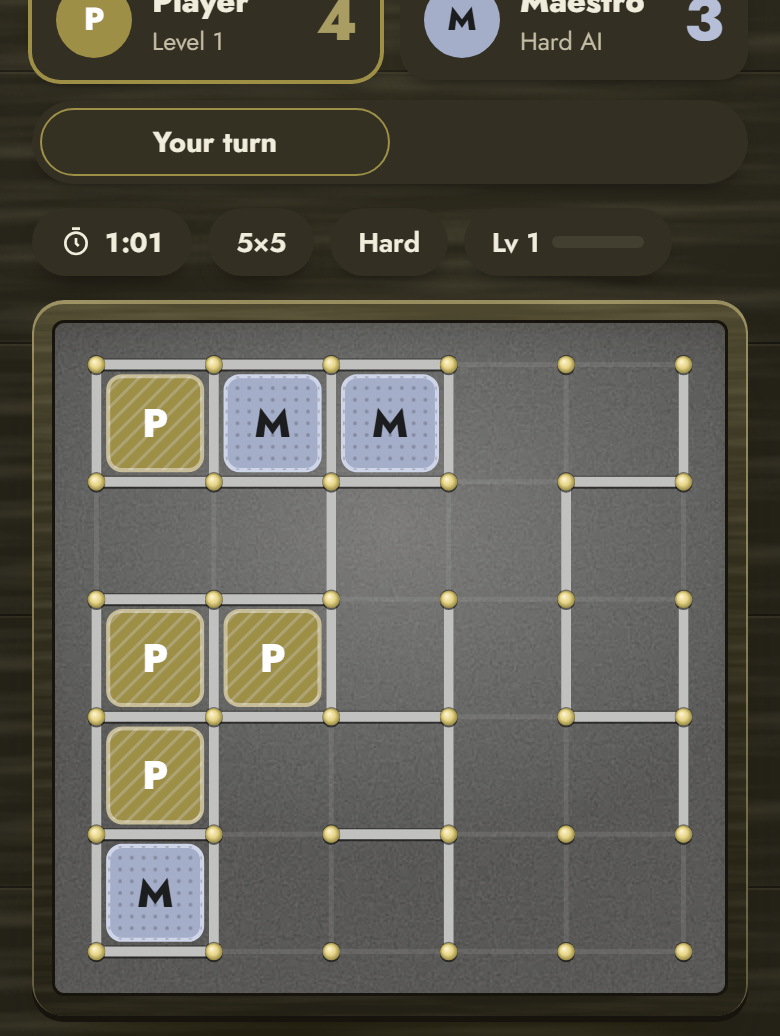 P
Player
Level 1
4
M
Maestro
Hard AI
3
Your turn
1:01
5×5
Hard
Lv 1
P M M
P P
P
M